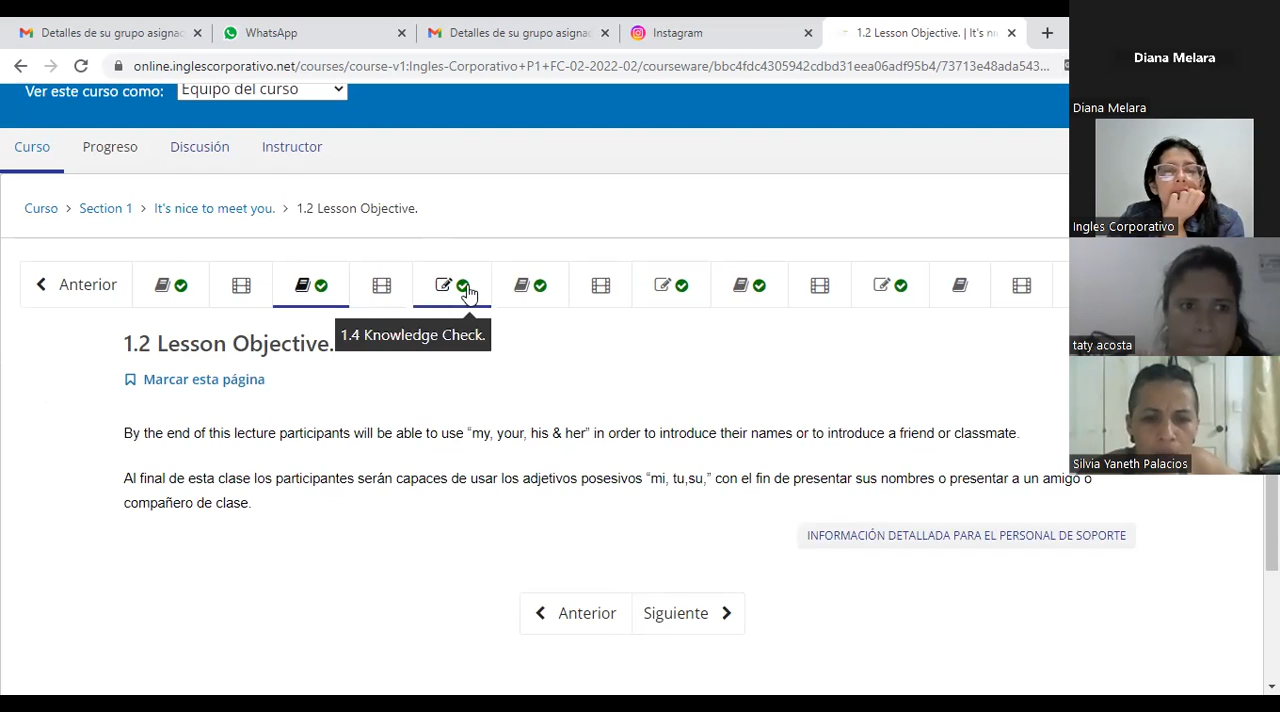 Detalles de su grupo asignac
WhatsApp
Detalles de su grupo asigna
Instagram
1.2 Lesson Objective. | It's ni
online.inglescorporativo.net/courses/course-v1:Ingles-Corporativo+P1+FC-02-2022-02/courseware/bbc4fdc4305942cdbd31eea06adf95b4/73713e48ada543...
Ver este curso como:
Equipo del curso
Curso
Progreso
Discusión
Instructor
Curso > Section 1 > It's nice to meet you. > 1.2 Lesson Objective.
Anterior
1.4 Knowledge Check.
1.2 Lesson Objective.
Marcar esta página
By the end of this lecture participants will be able to use “my, your, his & her” in order to introduce their names or to introduce a friend or classmate.
Al final de esta clase los participantes serán capaces de usar los adjetivos posesivos “mi, tu,su,” con el fin de presentar sus nombres o presentar a un amigo o
compañero de clase.
INFORMACIÓN DETALLADA PARA EL PERSONAL DE SOPORTE
Anterior
Siguiente
Diana Melara
Diana Melara
Ingles Corporativo
taty acosta
Silvia Yaneth Palacios